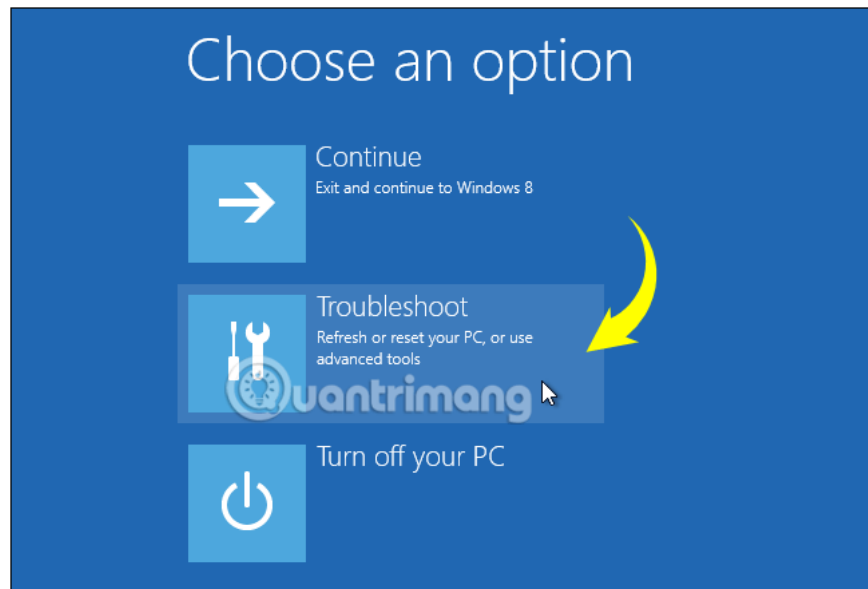 Choose an option
Continue
Exit and continue to Windows 8
Troubleshoot
Refresh or reset your PC, or use
advanced tools
Quantrimang
Turn off your PC